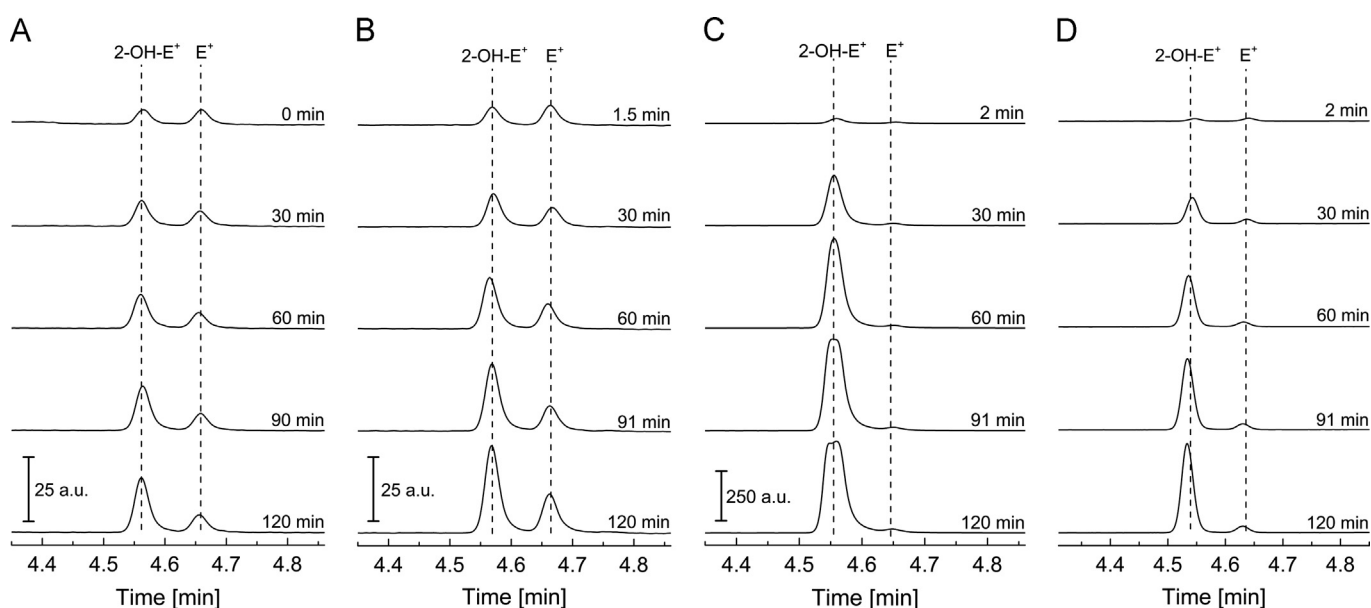 A
2-OH-E⁺ E⁺
0 min
30 min
60 min
90 min
25 a.u.
120 min
4.4 4.5 4.6 4.7 4.8
Time [min]
B
2-OH-E⁺ E⁺
1.5 min
30 min
60 min
91 min
25 a.u.
120 min
4.4 4.5 4.6 4.7 4.8
Time [min]
C
2-OH-E⁺ E⁺
2 min
30 min
60 min
91 min
250 a.u.
120 min
4.4 4.5 4.6 4.7 4.8
Time [min]
D
2-OH-E⁺ E⁺
2 min
30 min
60 min
91 min
120 min
4.4 4.5 4.6 4.7 4.8
Time [min]